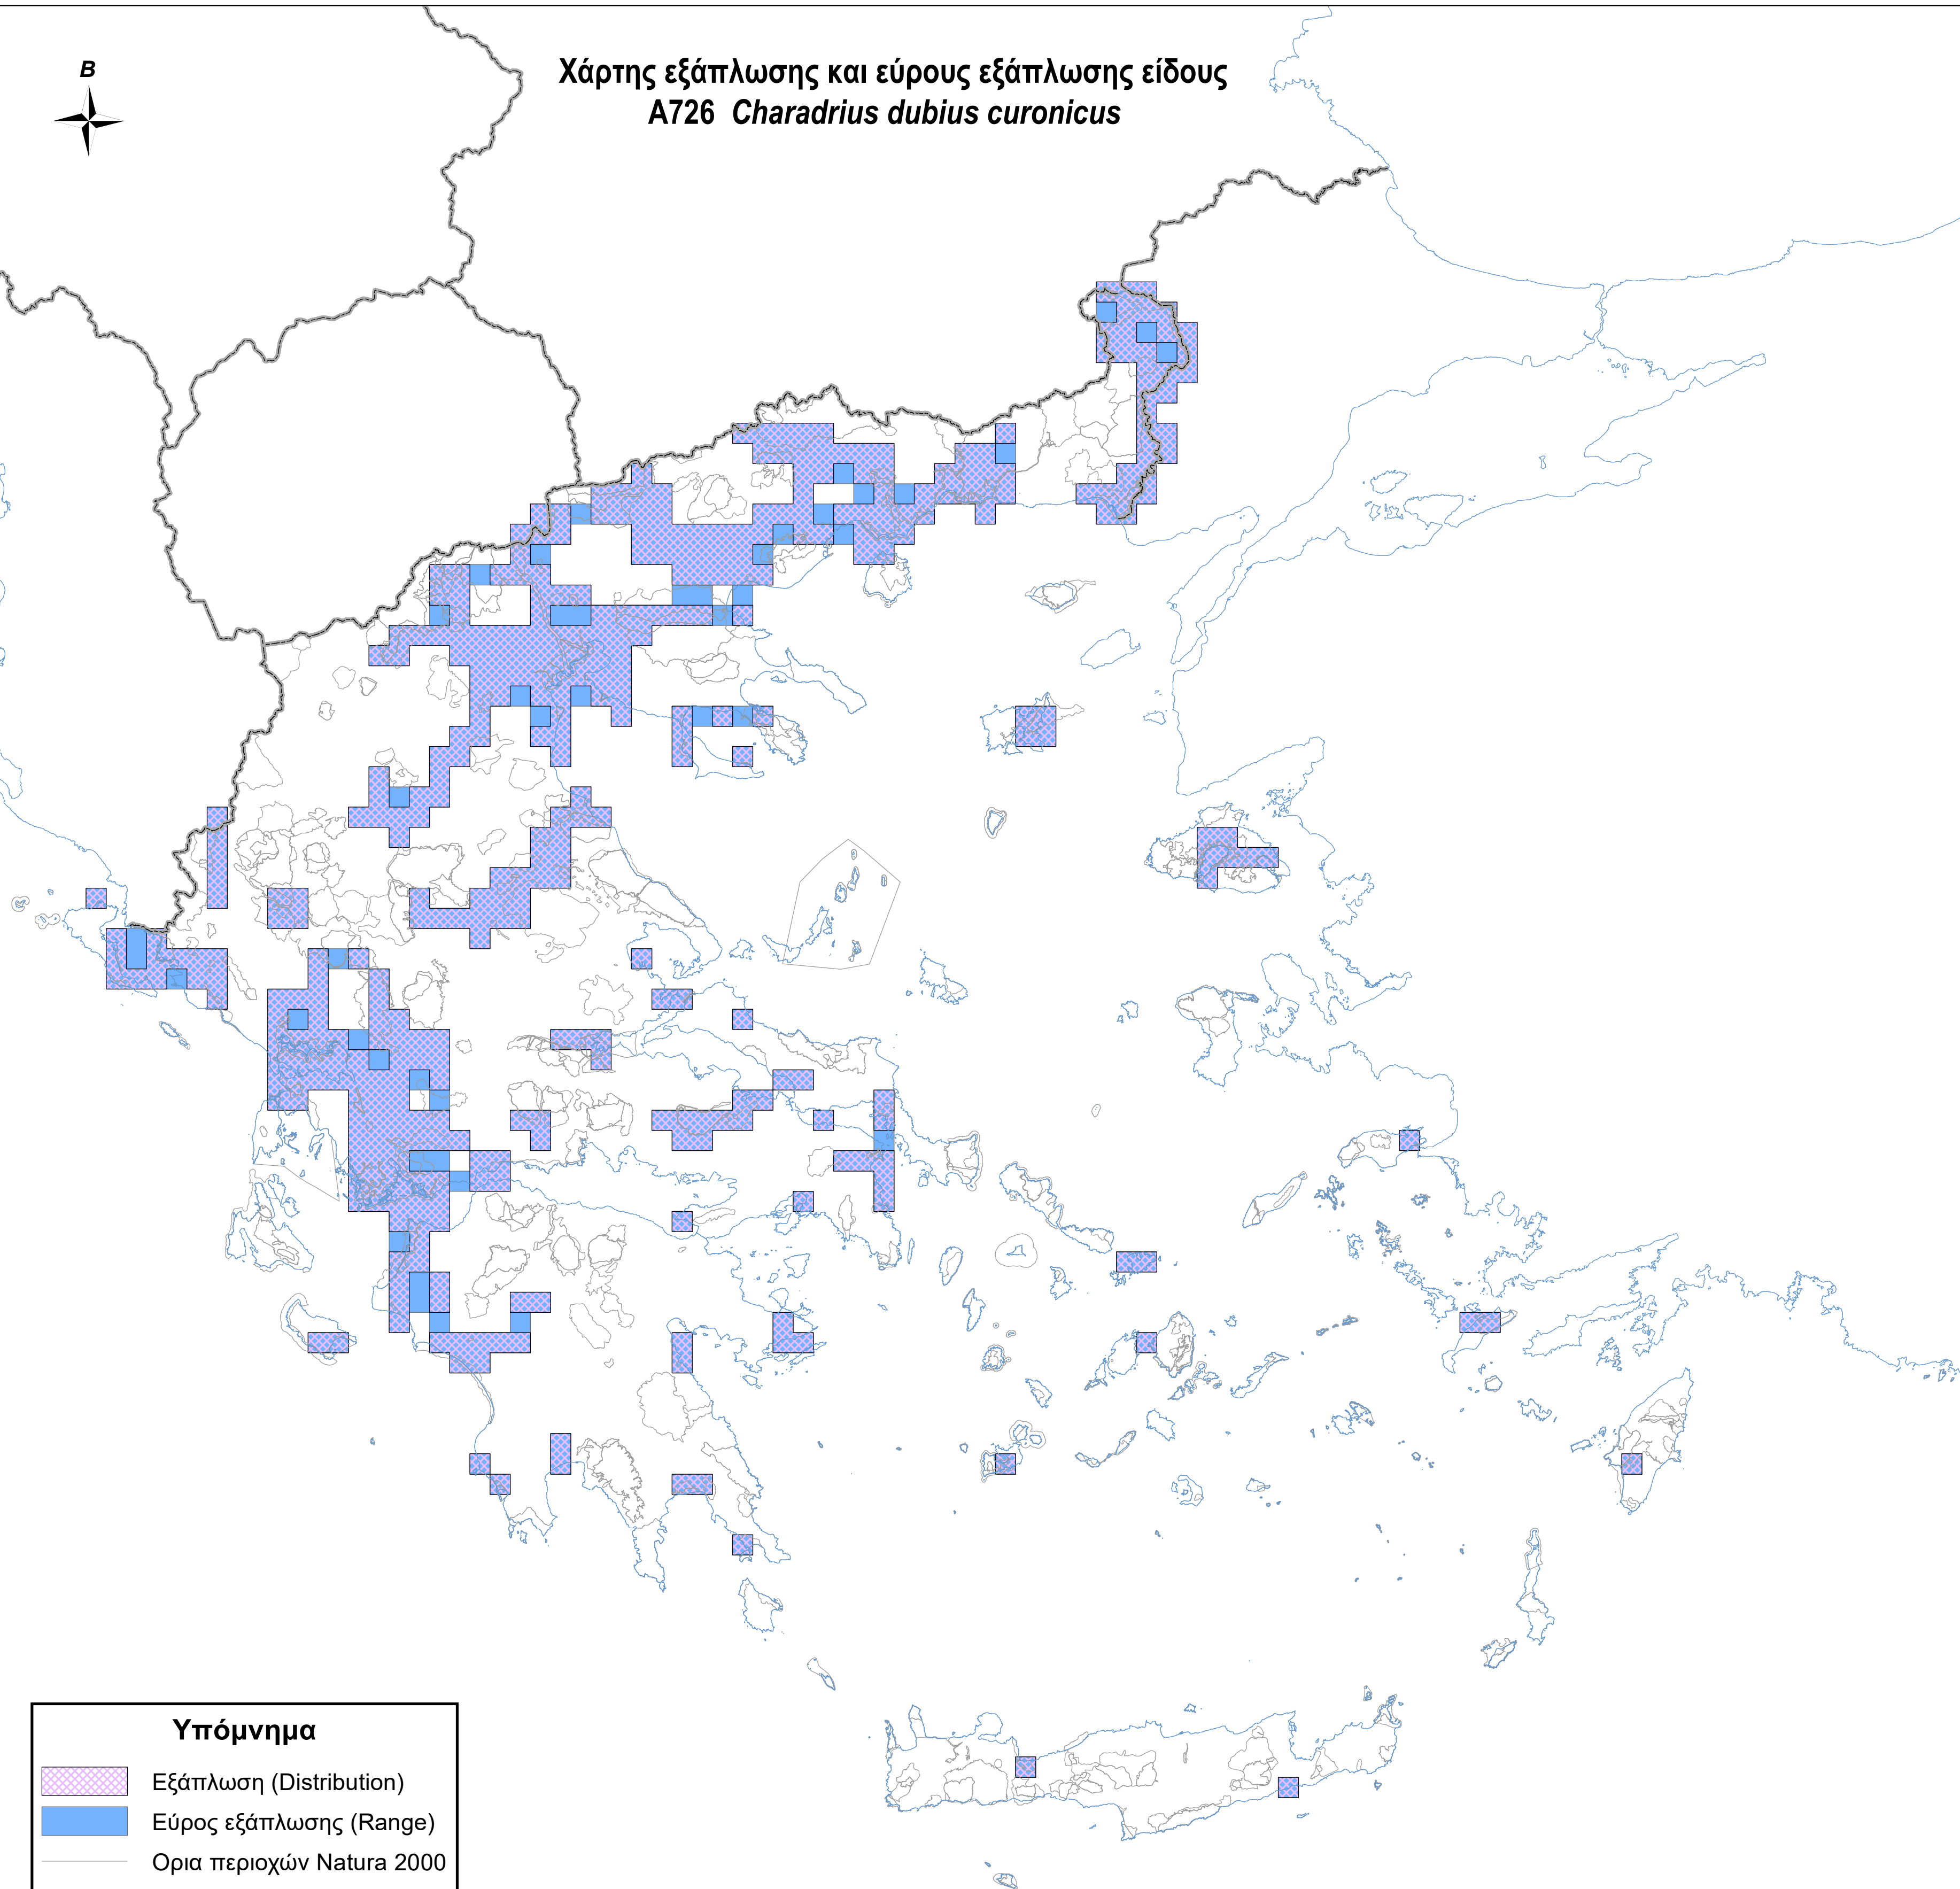 Χάρτης εξάπλωσης και εύρους εξάπλωσης είδους
A726 Charadrius dubius curonicus
B
Υπόμνημα
Εξάπλωση (Distribution)
Εύρος εξάπλωσης (Range)
Ορια περιοχών Natura 2000